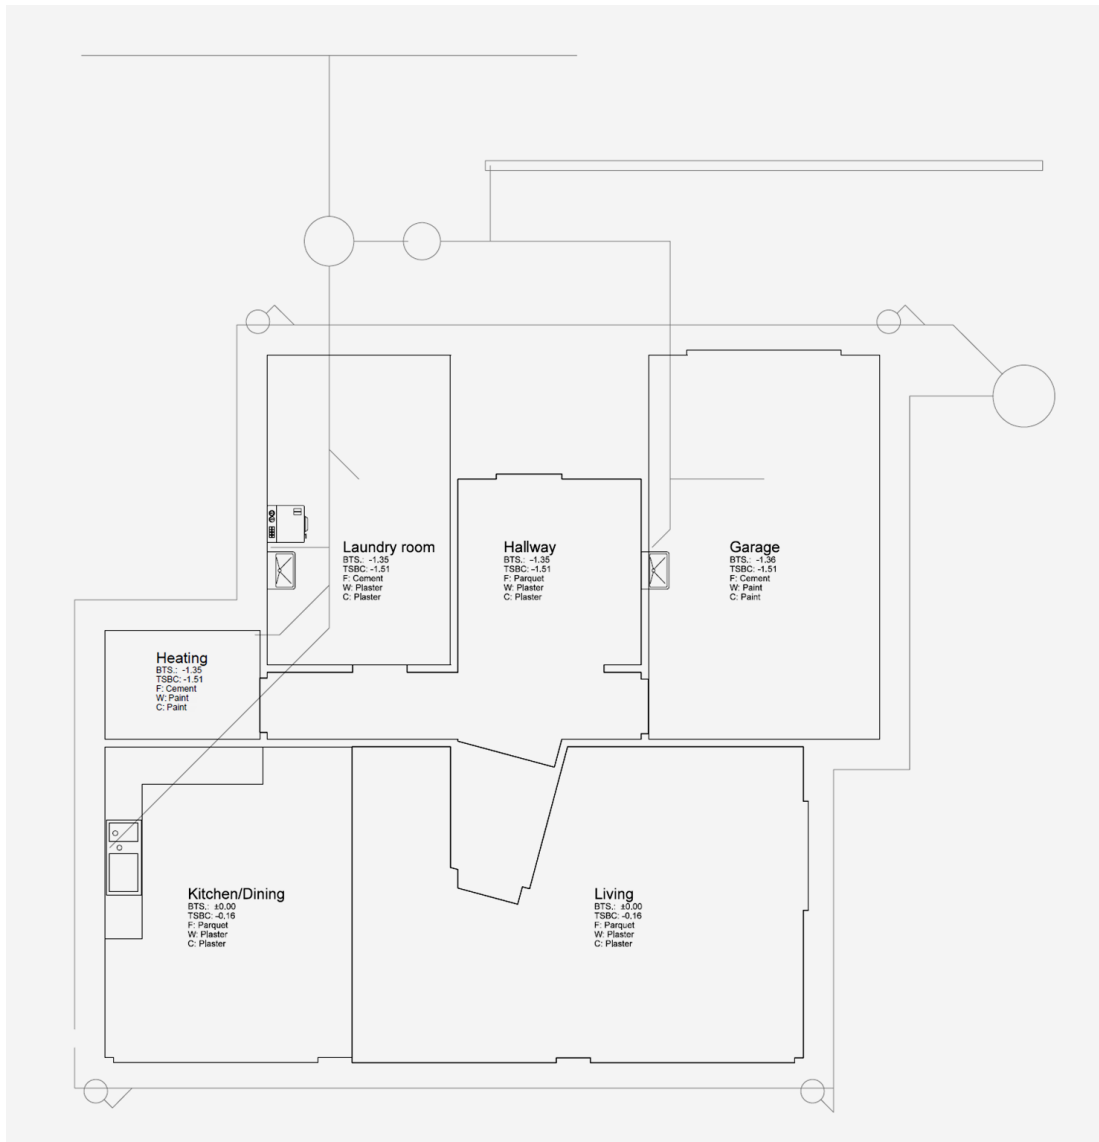 Laundry room
BTS.: -1.35
TSBC: -1.51
F: Cement
W: Plaster
C: Plaster
Hallway
BTS.: -1.35
TSBC: -1.51
F: Parquet
W: Plaster
C: Plaster
Garage
BTS.: -1.36
TSBC: -1.51
F: Cement
W: Paint
C: Paint
Heating
BTS.: -1.35
TSBC: -1.51
F: Cement
W: Paint
C: Paint
Kitchen/Dining
BTS.: ±0,00
TSBC: -0,16
F: Parquet
W: Plaster
C: Plaster
Living
BTS.: ±0,00
TSBC: -0,16
F: Parquet
W: Plaster
C: Plaster